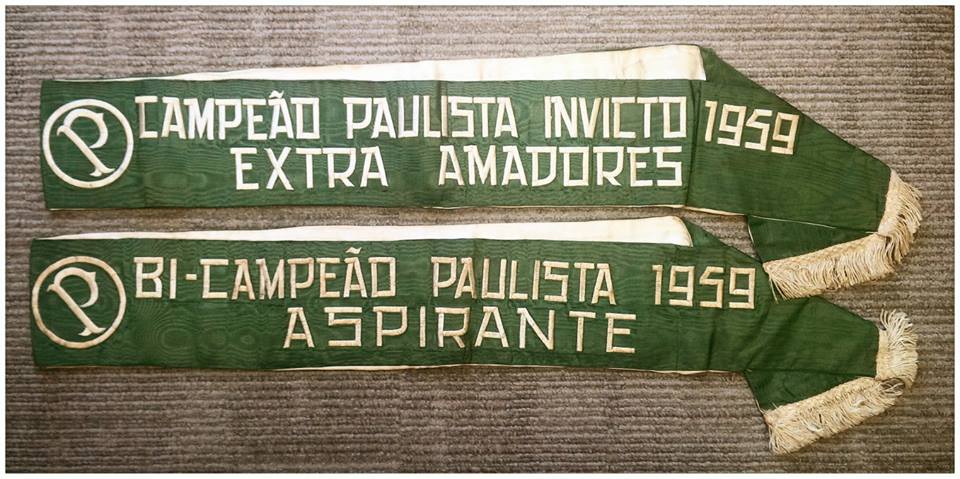 P CAMPEÃO PAULISTA INVICTO 1959
EXTRA AMADORES
P BI-CAMPEÃO PAULISTA 1959
ASPIRANTE